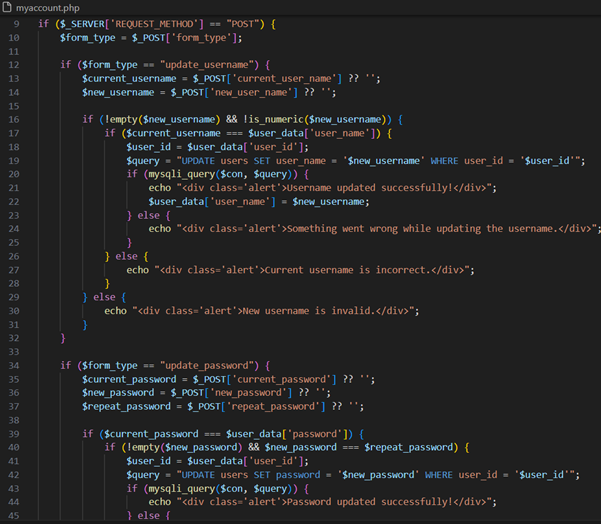 myaccount.php
9 if ($_SERVER['REQUEST_METHOD'] == "POST") {
10 $form_type = $_POST['form_type'];
11
12 if ($form_type == "update_username") {
13 $current_username = $_POST['current_user_name'] ?? '';
14 $new_username = $_POST['new_user_name'] ?? '';
15
16 if (!empty($new_username) && !is_numeric($new_username)) {
17 if ($current_username === $user_data['user_name']) {
18 $user_id = $user_data['user_id'];
19 $query = "UPDATE users SET user_name = '$new_username' WHERE user_id = '$user_id'";
20 if (mysqli_query($con, $query)) {
21 echo "<div class='alert'>Username updated successfully!</div>";
22 $user_data['user_name'] = $new_username;
23 } else {
24 echo "<div class='alert'>Something went wrong while updating the username.</div>";
25 }
26 } else {
27 echo "<div class='alert'>Current username is incorrect.</div>";
28 }
29 } else {
30 echo "<div class='alert'>New username is invalid.</div>";
31 }
32 }
33
34 if ($form_type == "update_password") {
35 $current_password = $_POST['current_password'] ?? '';
36 $new_password = $_POST['new_password'] ?? '';
37 $repeat_password = $_POST['repeat_password'] ?? '';
38
39 if ($current_password === $user_data['password']) {
40 if (!empty($new_password) && $new_password === $repeat_password) {
41 $user_id = $user_data['user_id'];
42 $query = "UPDATE users SET password = '$new_password' WHERE user_id = '$user_id'";
43 if (mysqli_query($con, $query)) {
44 echo "<div class='alert'>Password updated successfully!</div>";
45 } else {